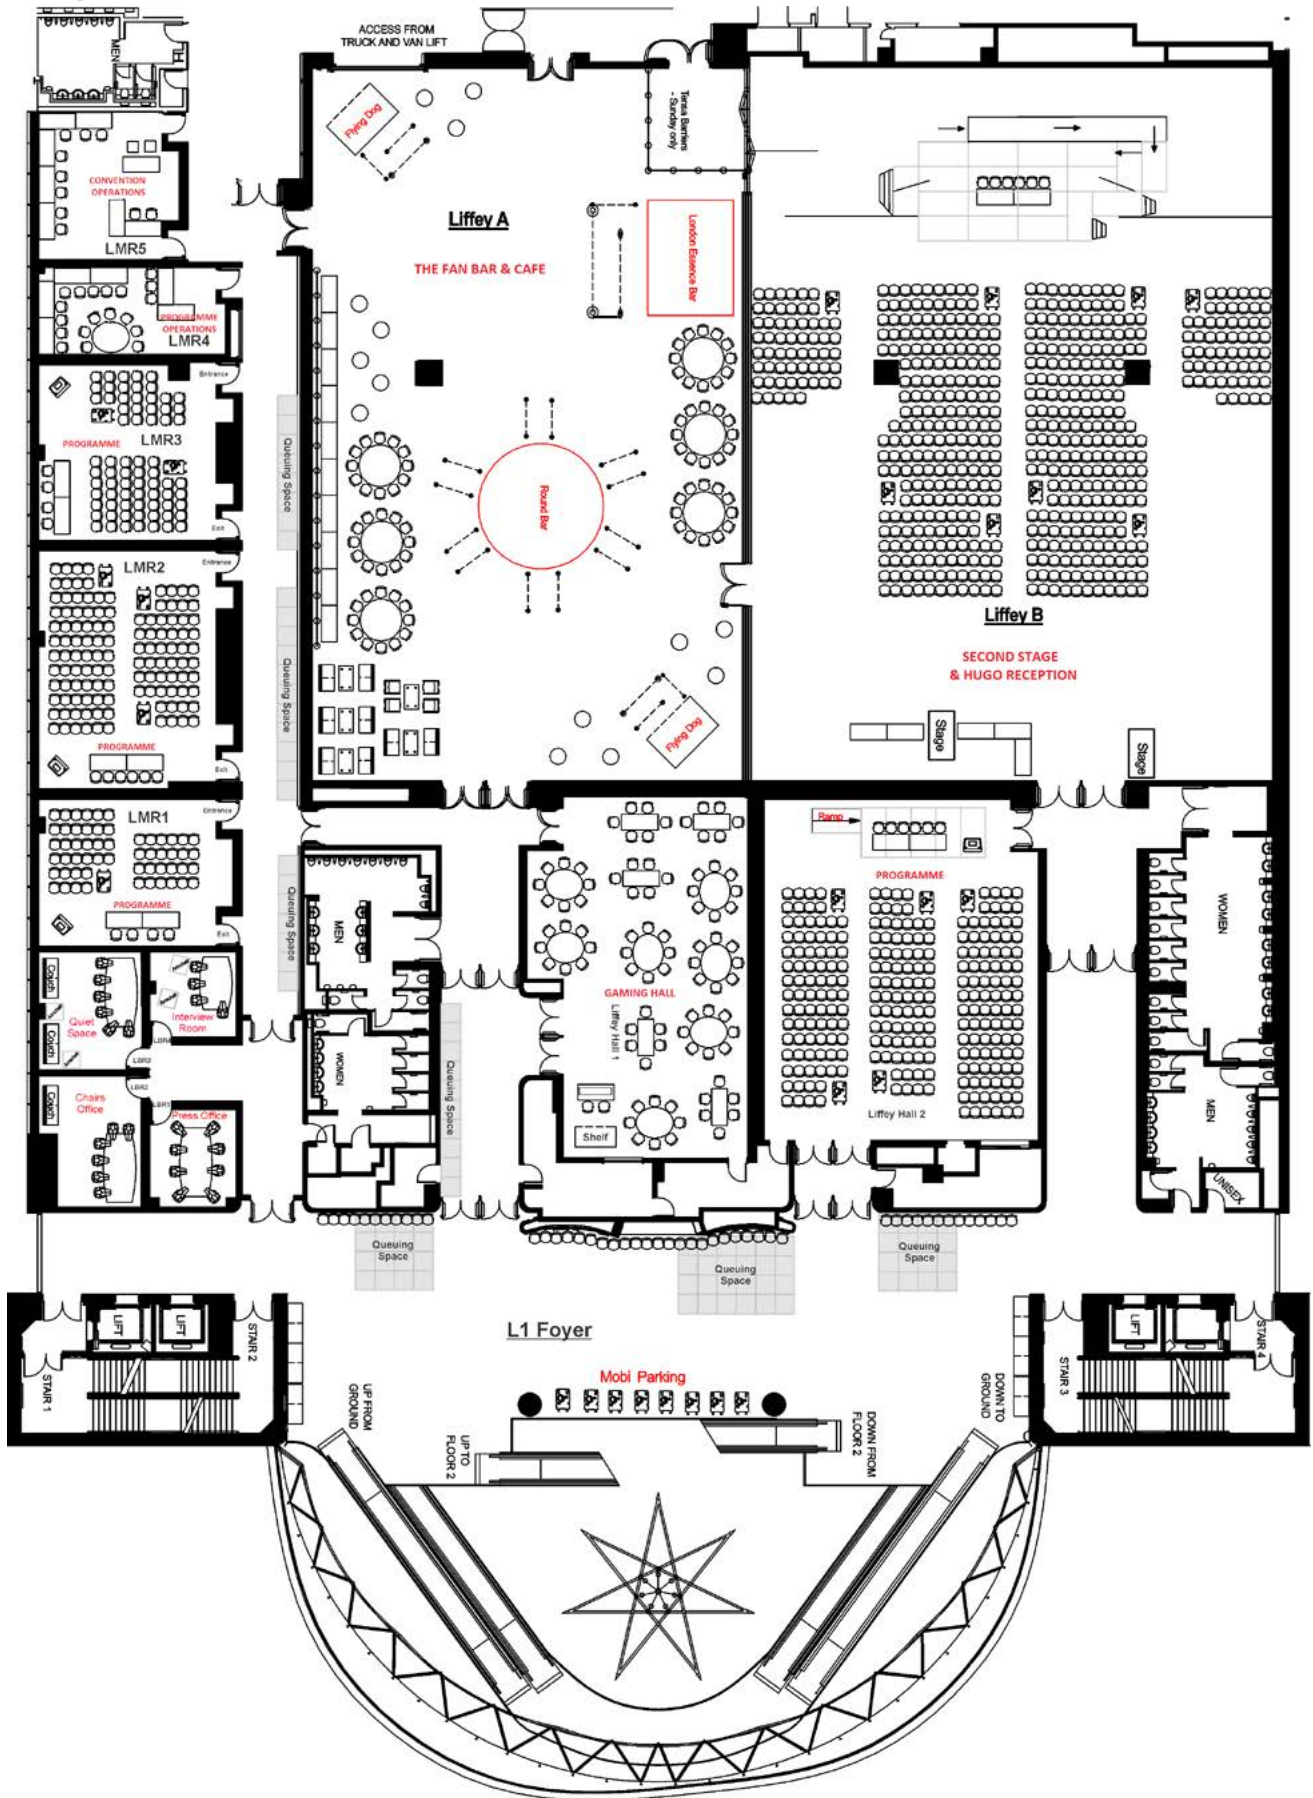 MEN
ACCESS FROM
TRUCK AND VAN LIFT
Flying Dog
Tensa Barriers
- Sunday only
CONVENTION
OPERATIONS
LMR5
Liffey A
THE FAN BAR & CAFE
London Essence Bar
PROGRAMME
OPERATIONS
LMR4
Entrance
PROGRAMME
LMR3
Exit
Queuing Space
Round Bar
LMR2
Entrance
PROGRAMME
Exit
Queuing Space
Liffey B
SECOND STAGE
& HUGO RECEPTION
Flying Dog
Stage
Stage
LMR1
Entrance
PROGRAMME
Exit
Queuing Space
MEN
Ramp
PROGRAMME
WOMEN
Couch
Quiet
Space
Couch
LBR3
Interview
Room
LBR4
GAMING HALL
Liffey Hall 1
WOMEN
Queuing Space
Chairs
Office
Couch
LBR2
LBR1
Press Office
Shelf
Liffey Hall 2
MEN
UNISEX
Queuing
Space
Queuing
Space
Queuing
Space
LIFT
LIFT
STAIR 2
STAIR 1
L1 Foyer
Mobi Parking
LIFT
STAIR 4
STAIR 3
UP FROM
GROUND
UP TO
FLOOR 2
DOWN FROM
FLOOR 2
DOWN TO
GROUND